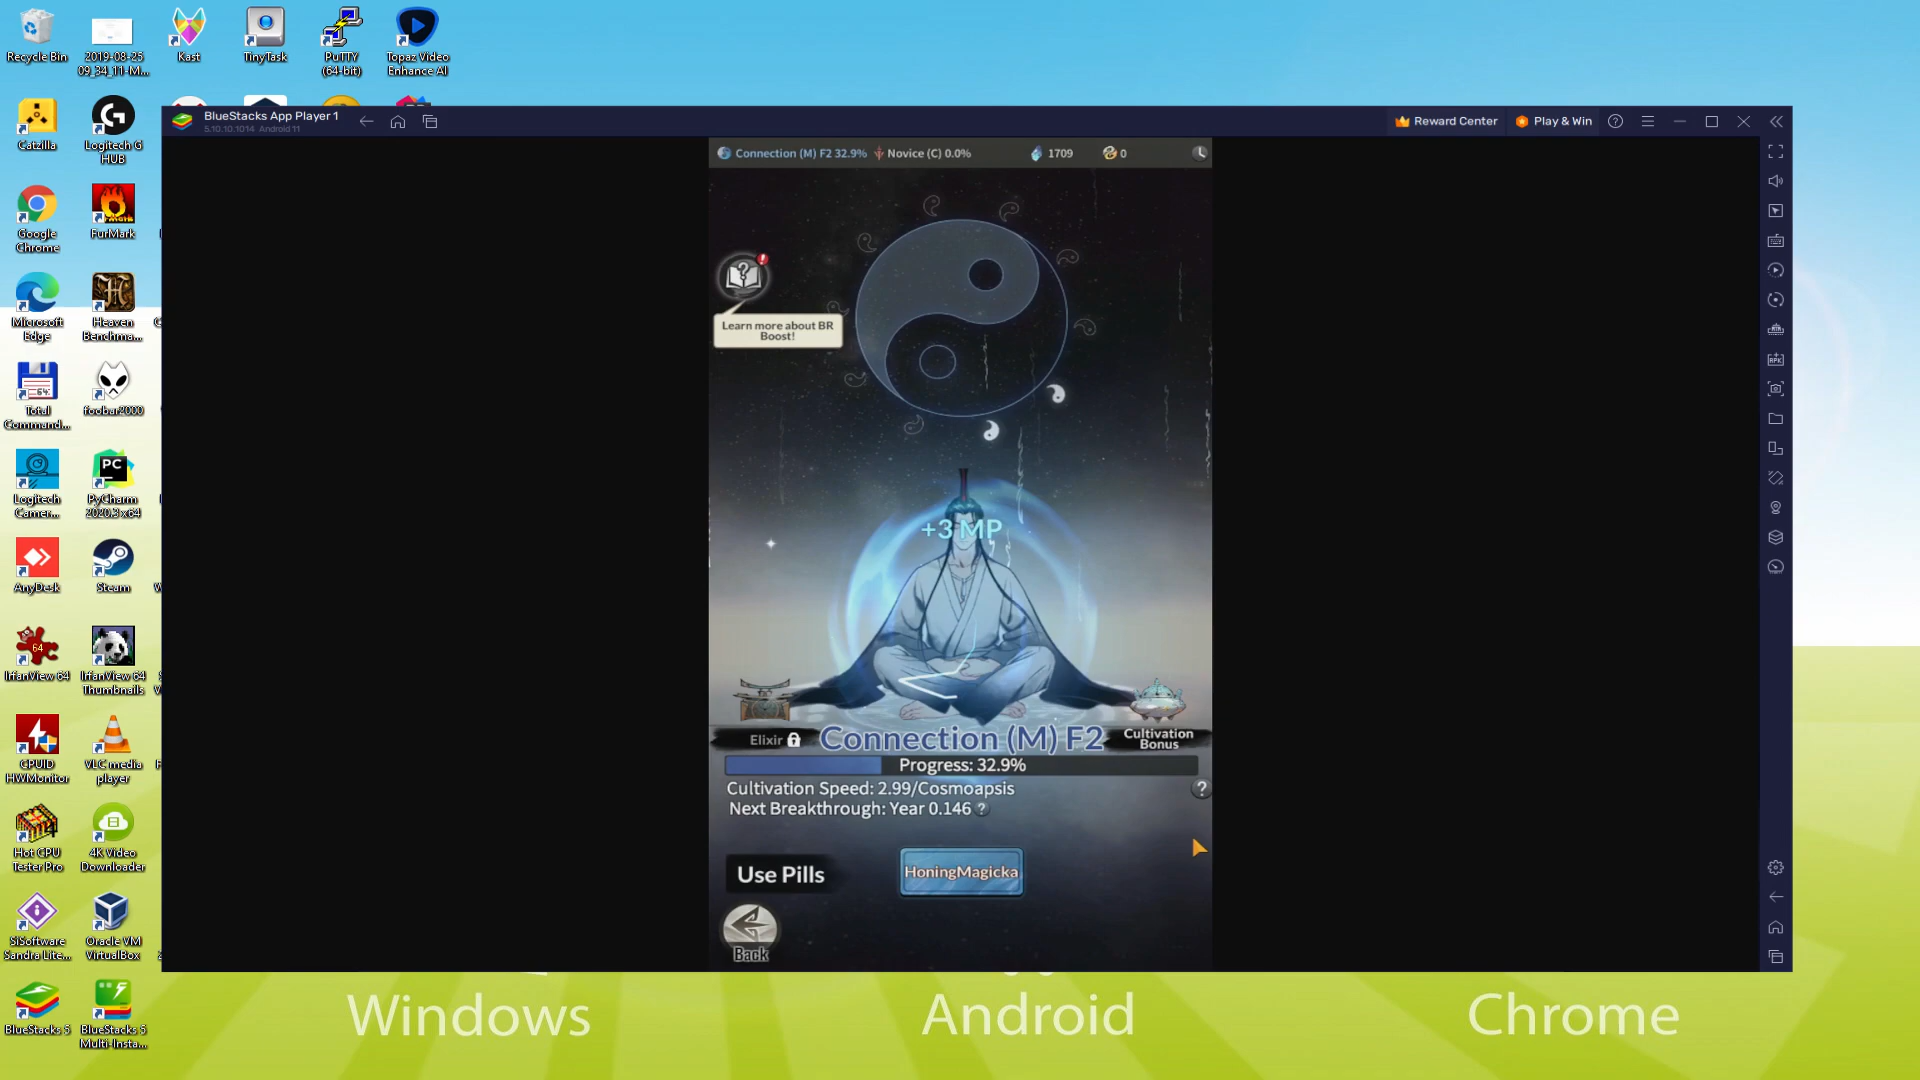 Recycle Bin
2019-08-25
09_34_11-M...
Kast
TinyTask
PuTTY
(64-bit)
Topaz Video
Enhance AI
Catzilla
Logitech G
HUB
Google
Chrome
FurMark
Microsoft
Edge
Heaven
Benchma...
Total
Command...
foobar2000
Logitech
Camer...
PyCharm
2020.3 x64
AnyDesk
Steam
IrfanView 64
IrfanView 64
Thumbnails
CPUID
HWMonitor
VLC media
player
Hot CPU
Tester Pro
4K Video
Downloader
SiSoftware
Sandra Lite...
Oracle VM
VirtualBox
BlueStacks 5
BlueStacks 5
Multi-Insta...
BlueStacks App Player 1
5.10.10.1014 Android 11
Reward Center
Play & Win
Connection (M) F2 32.9%
Novice (C) 0.0%
1709
0
Learn more about BR
Boost!
+3 MP
Elixir
Connection (M) F2
Cultivation
Bonus
Progress: 32.9%
Cultivation Speed: 2.99/Cosmoapsis
Next Breakthrough: Year 0.146
Use Pills
HoningMagicka
Back
Windows
Android
Chrome